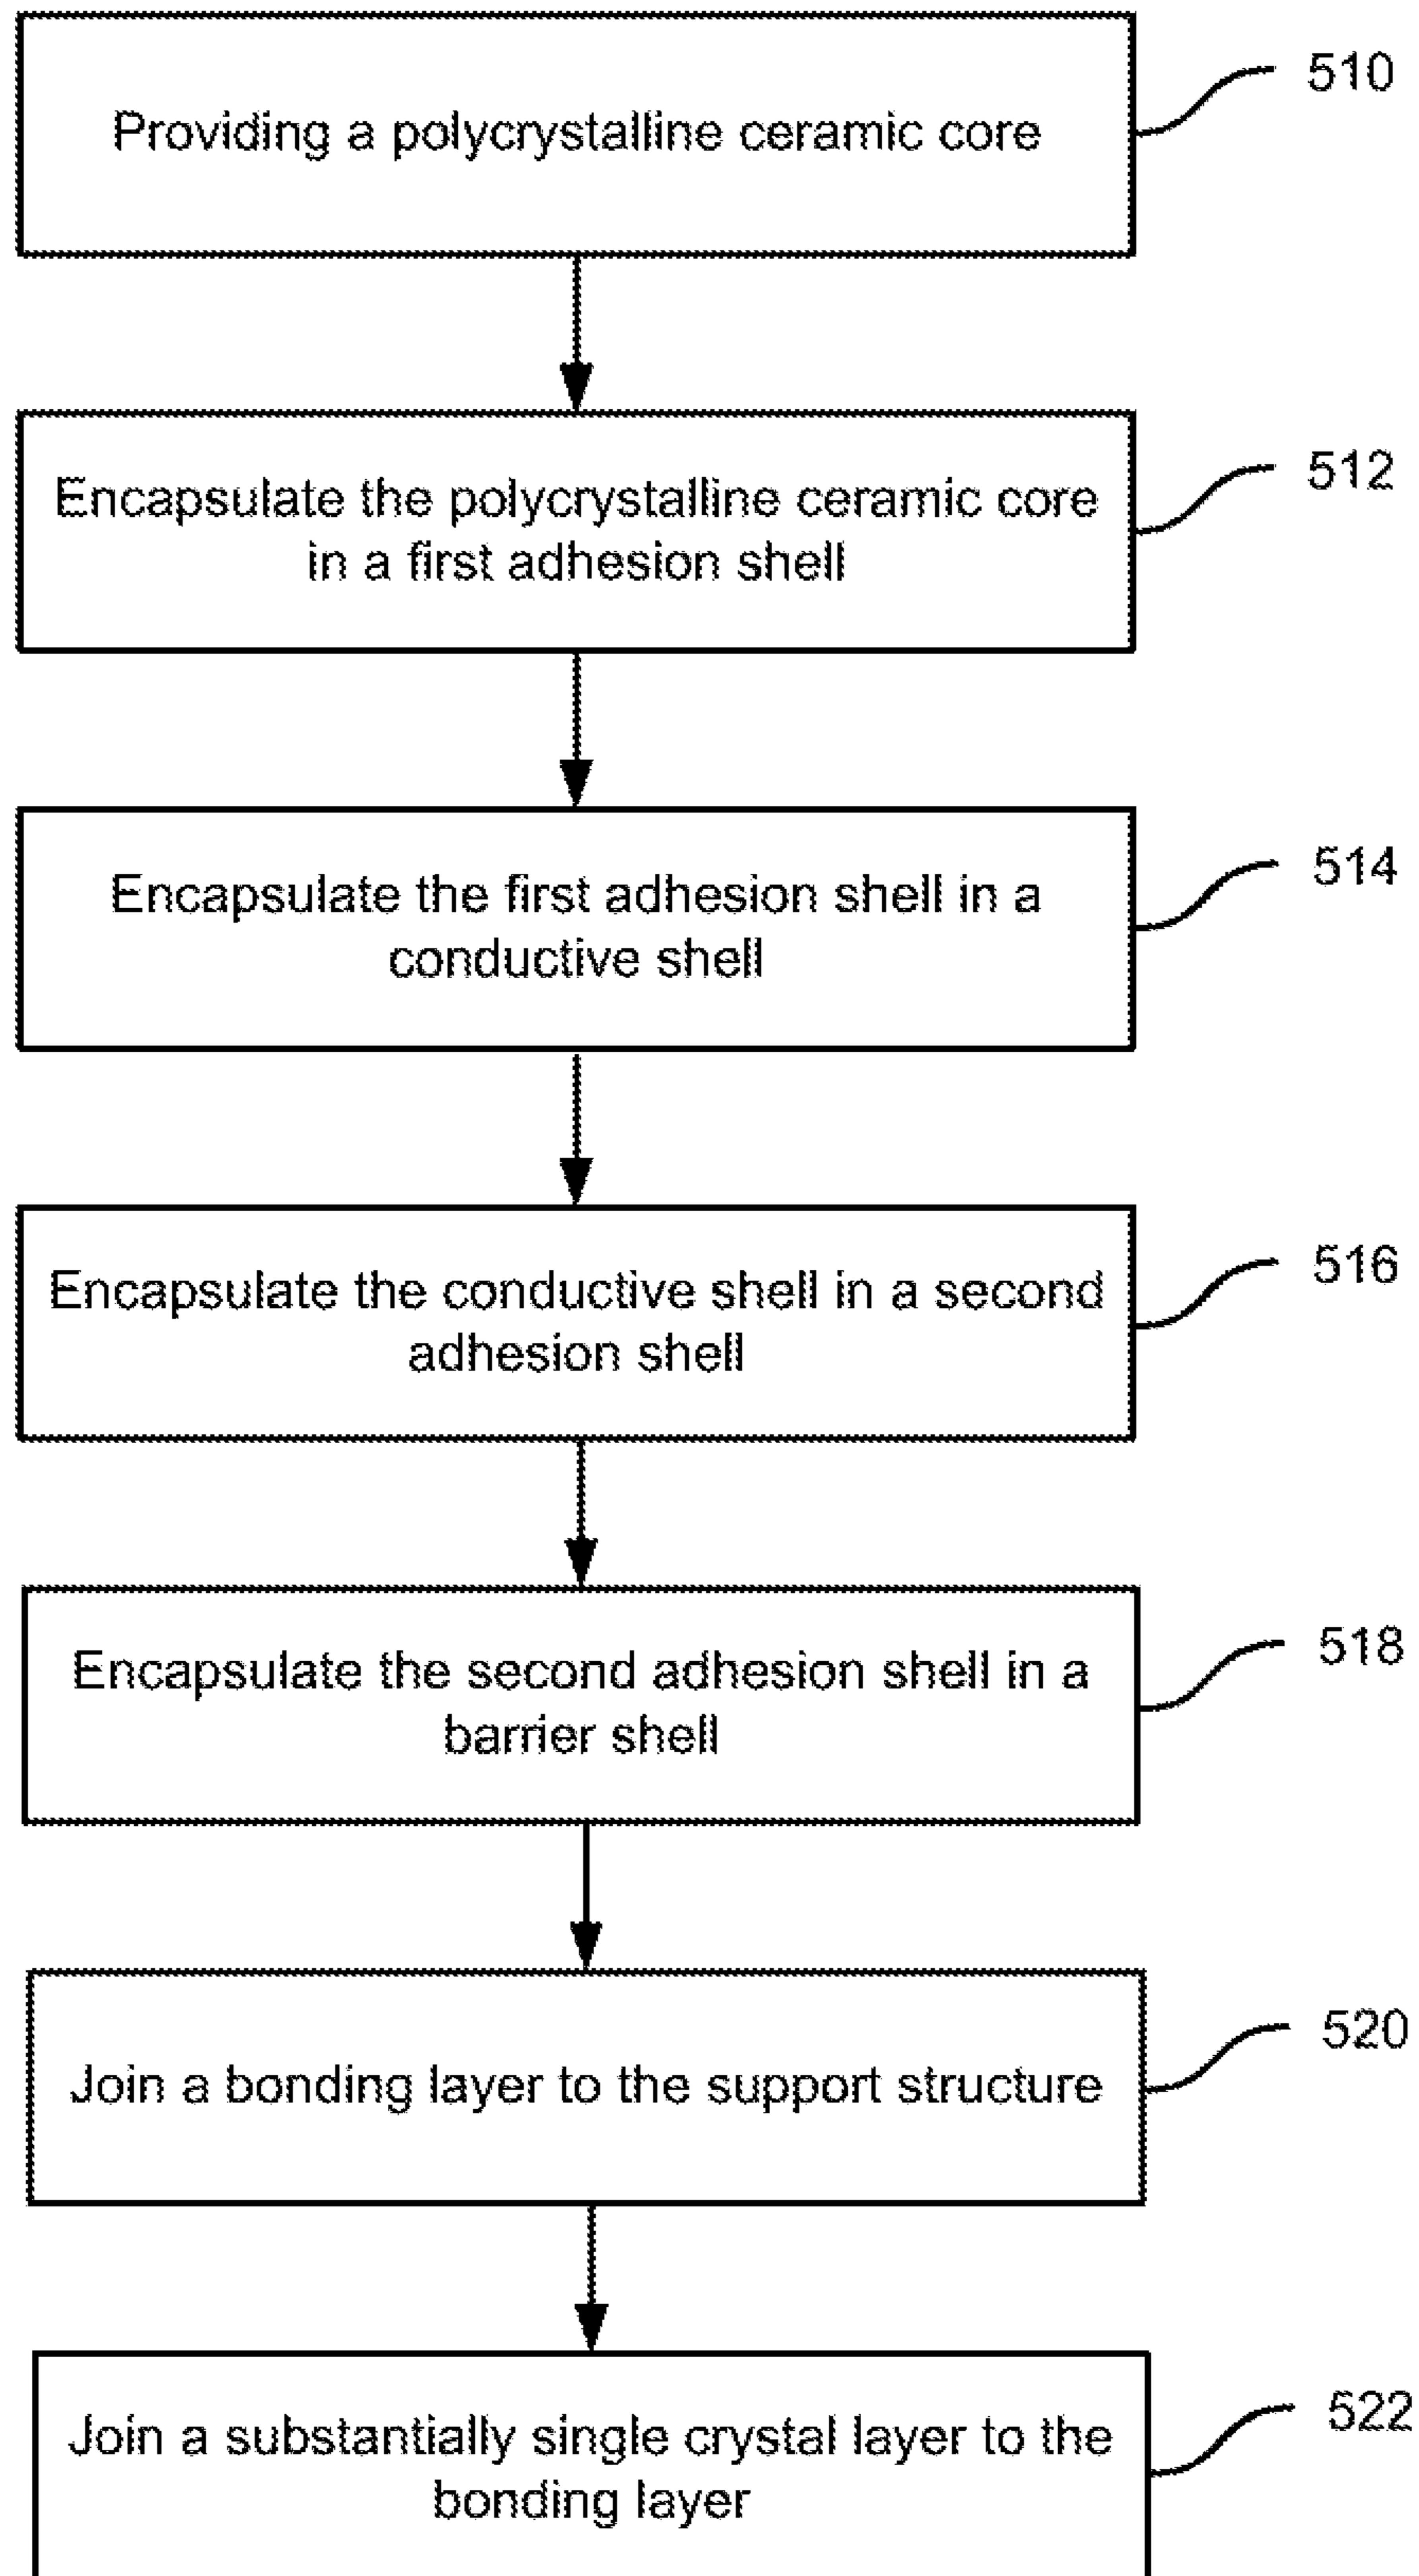 Providing a polycrystalline ceramic core
510
Encapsulate the polycrystalline ceramic core
in a first adhesion shell
512
Encapsulate the first adhesion shell in a
conductive shell
514
Encapsulate the conductive shell in a second
adhesion shell
516
Encapsulate the second adhesion shell in a
barrier shell
518
Join a bonding layer to the support structure
520
Join a substantially single crystal layer to the
bonding layer
522